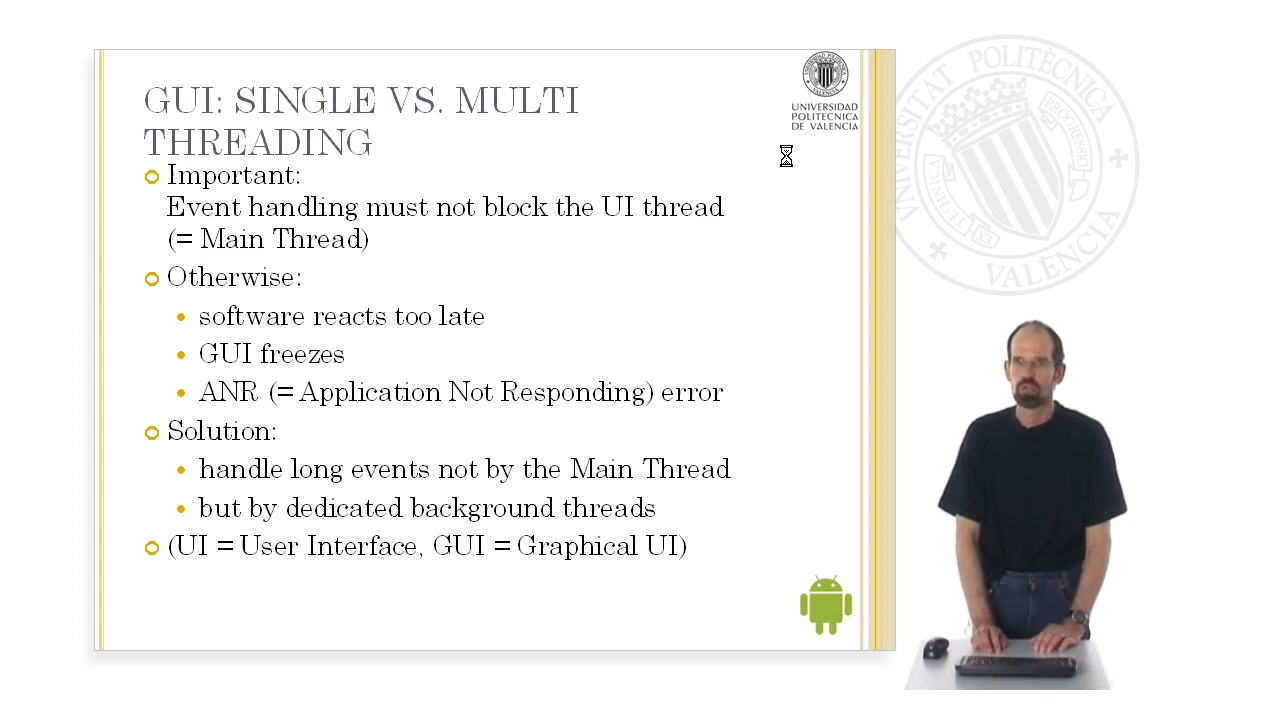 GUI: SINGLE VS. MULTI
THREADING
Important:
Event handling must not block the UI thread
(= Main Thread)
Otherwise:
software reacts too late
GUI freezes
ANR (= Application Not Responding) error
Solution:
handle long events not by the Main Thread
but by dedicated background threads
(UI = User Interface, GUI = Graphical UI)
UNIVERSIDAD
POLITECNICA
DE VALENCIA
UNIVERSITAT POLITÈCNICA
VALÈNCIA